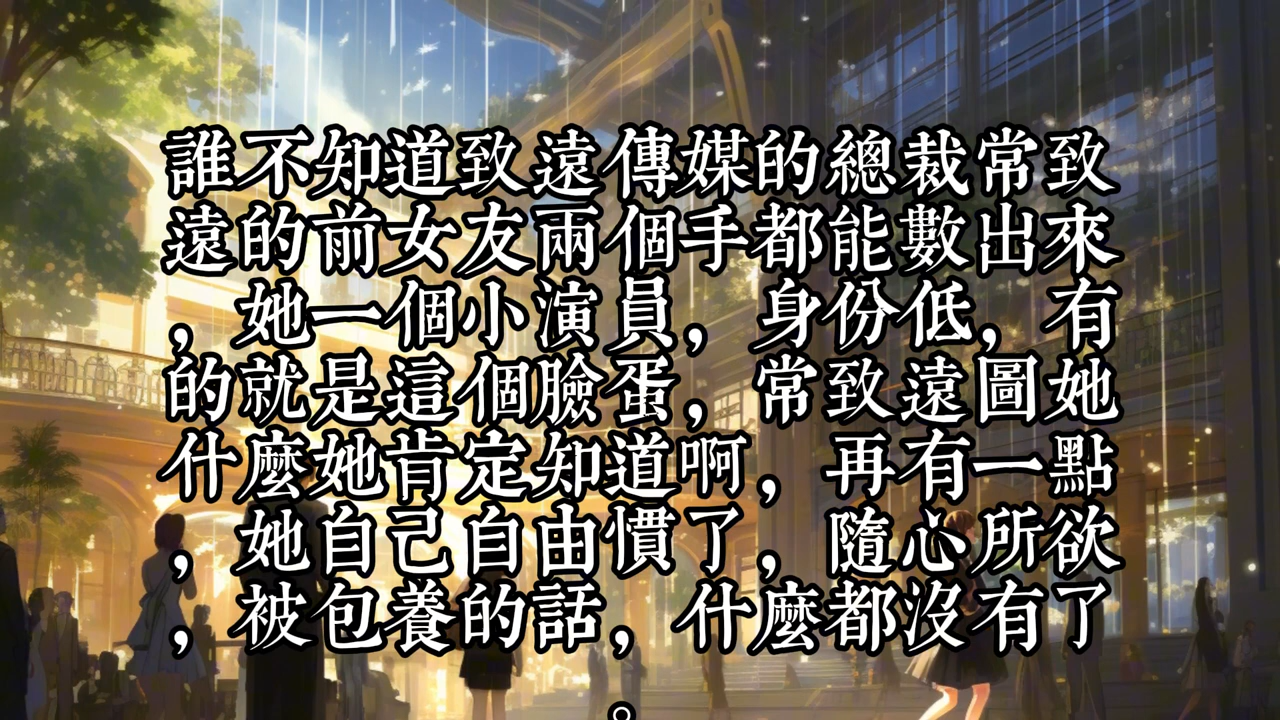 誰不知道致遠傳媒的總裁常致
遠的前女友兩個手都能數出來
，她一個小演員，身份低，有
的就是這個臉蛋，常致遠圖她
什麼她肯定知道啊，再有一點
，她自己自由慣了，隨心所欲
，被包養的話，什麼都沒有了
。